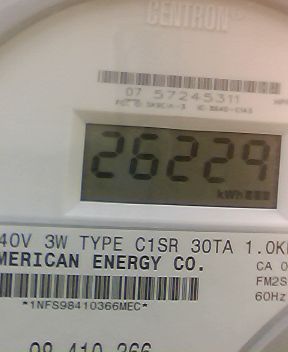 CENTRON®
07 57245311
26229
kWh
40V 3W TYPE C1SR 30TA 1.0K
MERICAN ENERGY CO.
CA 0
FM2S
60Hz
*1NFS98410366MEC*
98 410 366